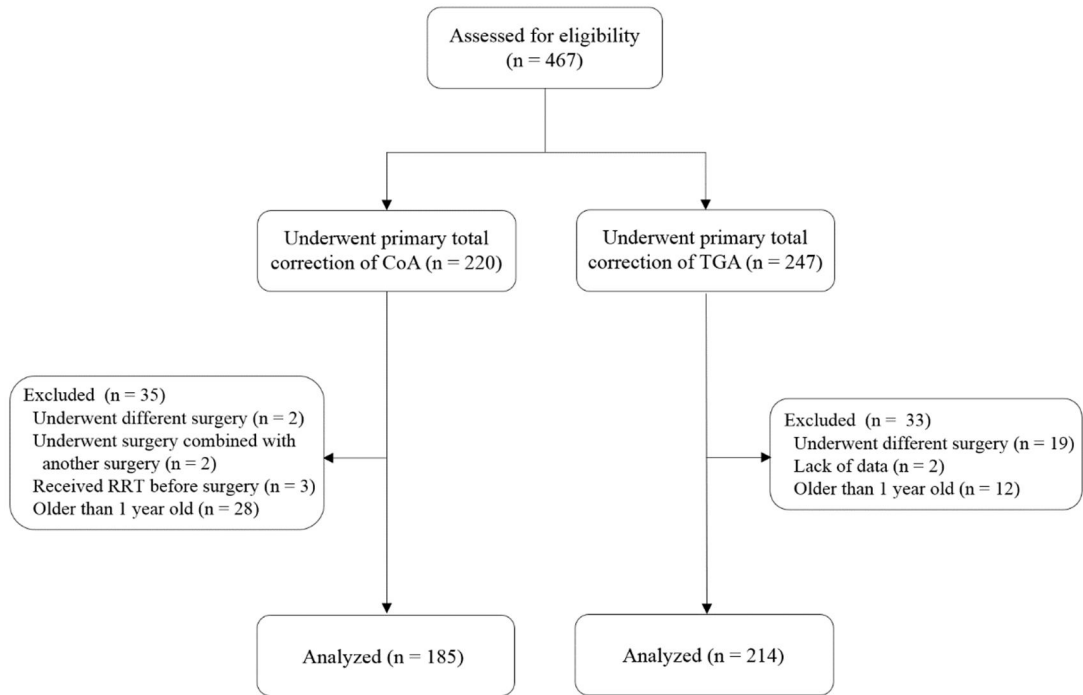 Assessed for eligibility
(n = 467)
Underwent primary total
correction of CoA (n = 220)
Underwent primary total
correction of TGA (n = 247)
Excluded (n = 35)
Underwent different surgery (n = 2)
Underwent surgery combined with
another surgery (n = 2)
Received RRT before surgery (n = 3)
Older than 1 year old (n = 28)
Excluded (n = 33)
Underwent different surgery (n = 19)
Lack of data (n = 2)
Older than 1 year old (n = 12)
Analyzed (n = 185)
Analyzed (n = 214)